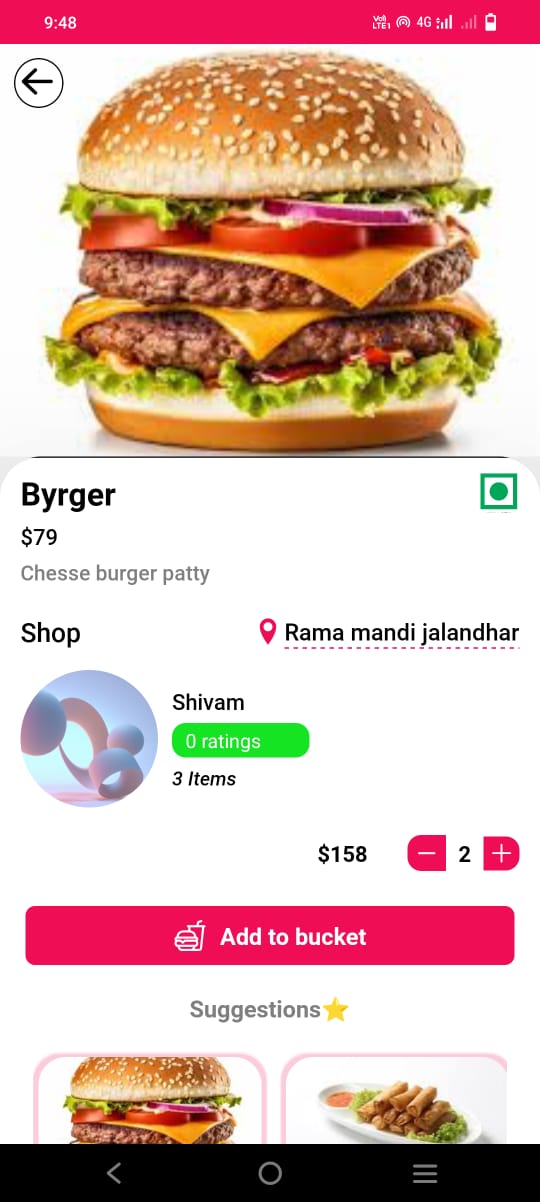 9:48
Vo)) LTE1 4G
Byrger
$79
Chesse burger patty
Shop
Rama mandi jalandhar
Shivam
0 ratings
3 Items
$158
2
Add to bucket
Suggestions⭐